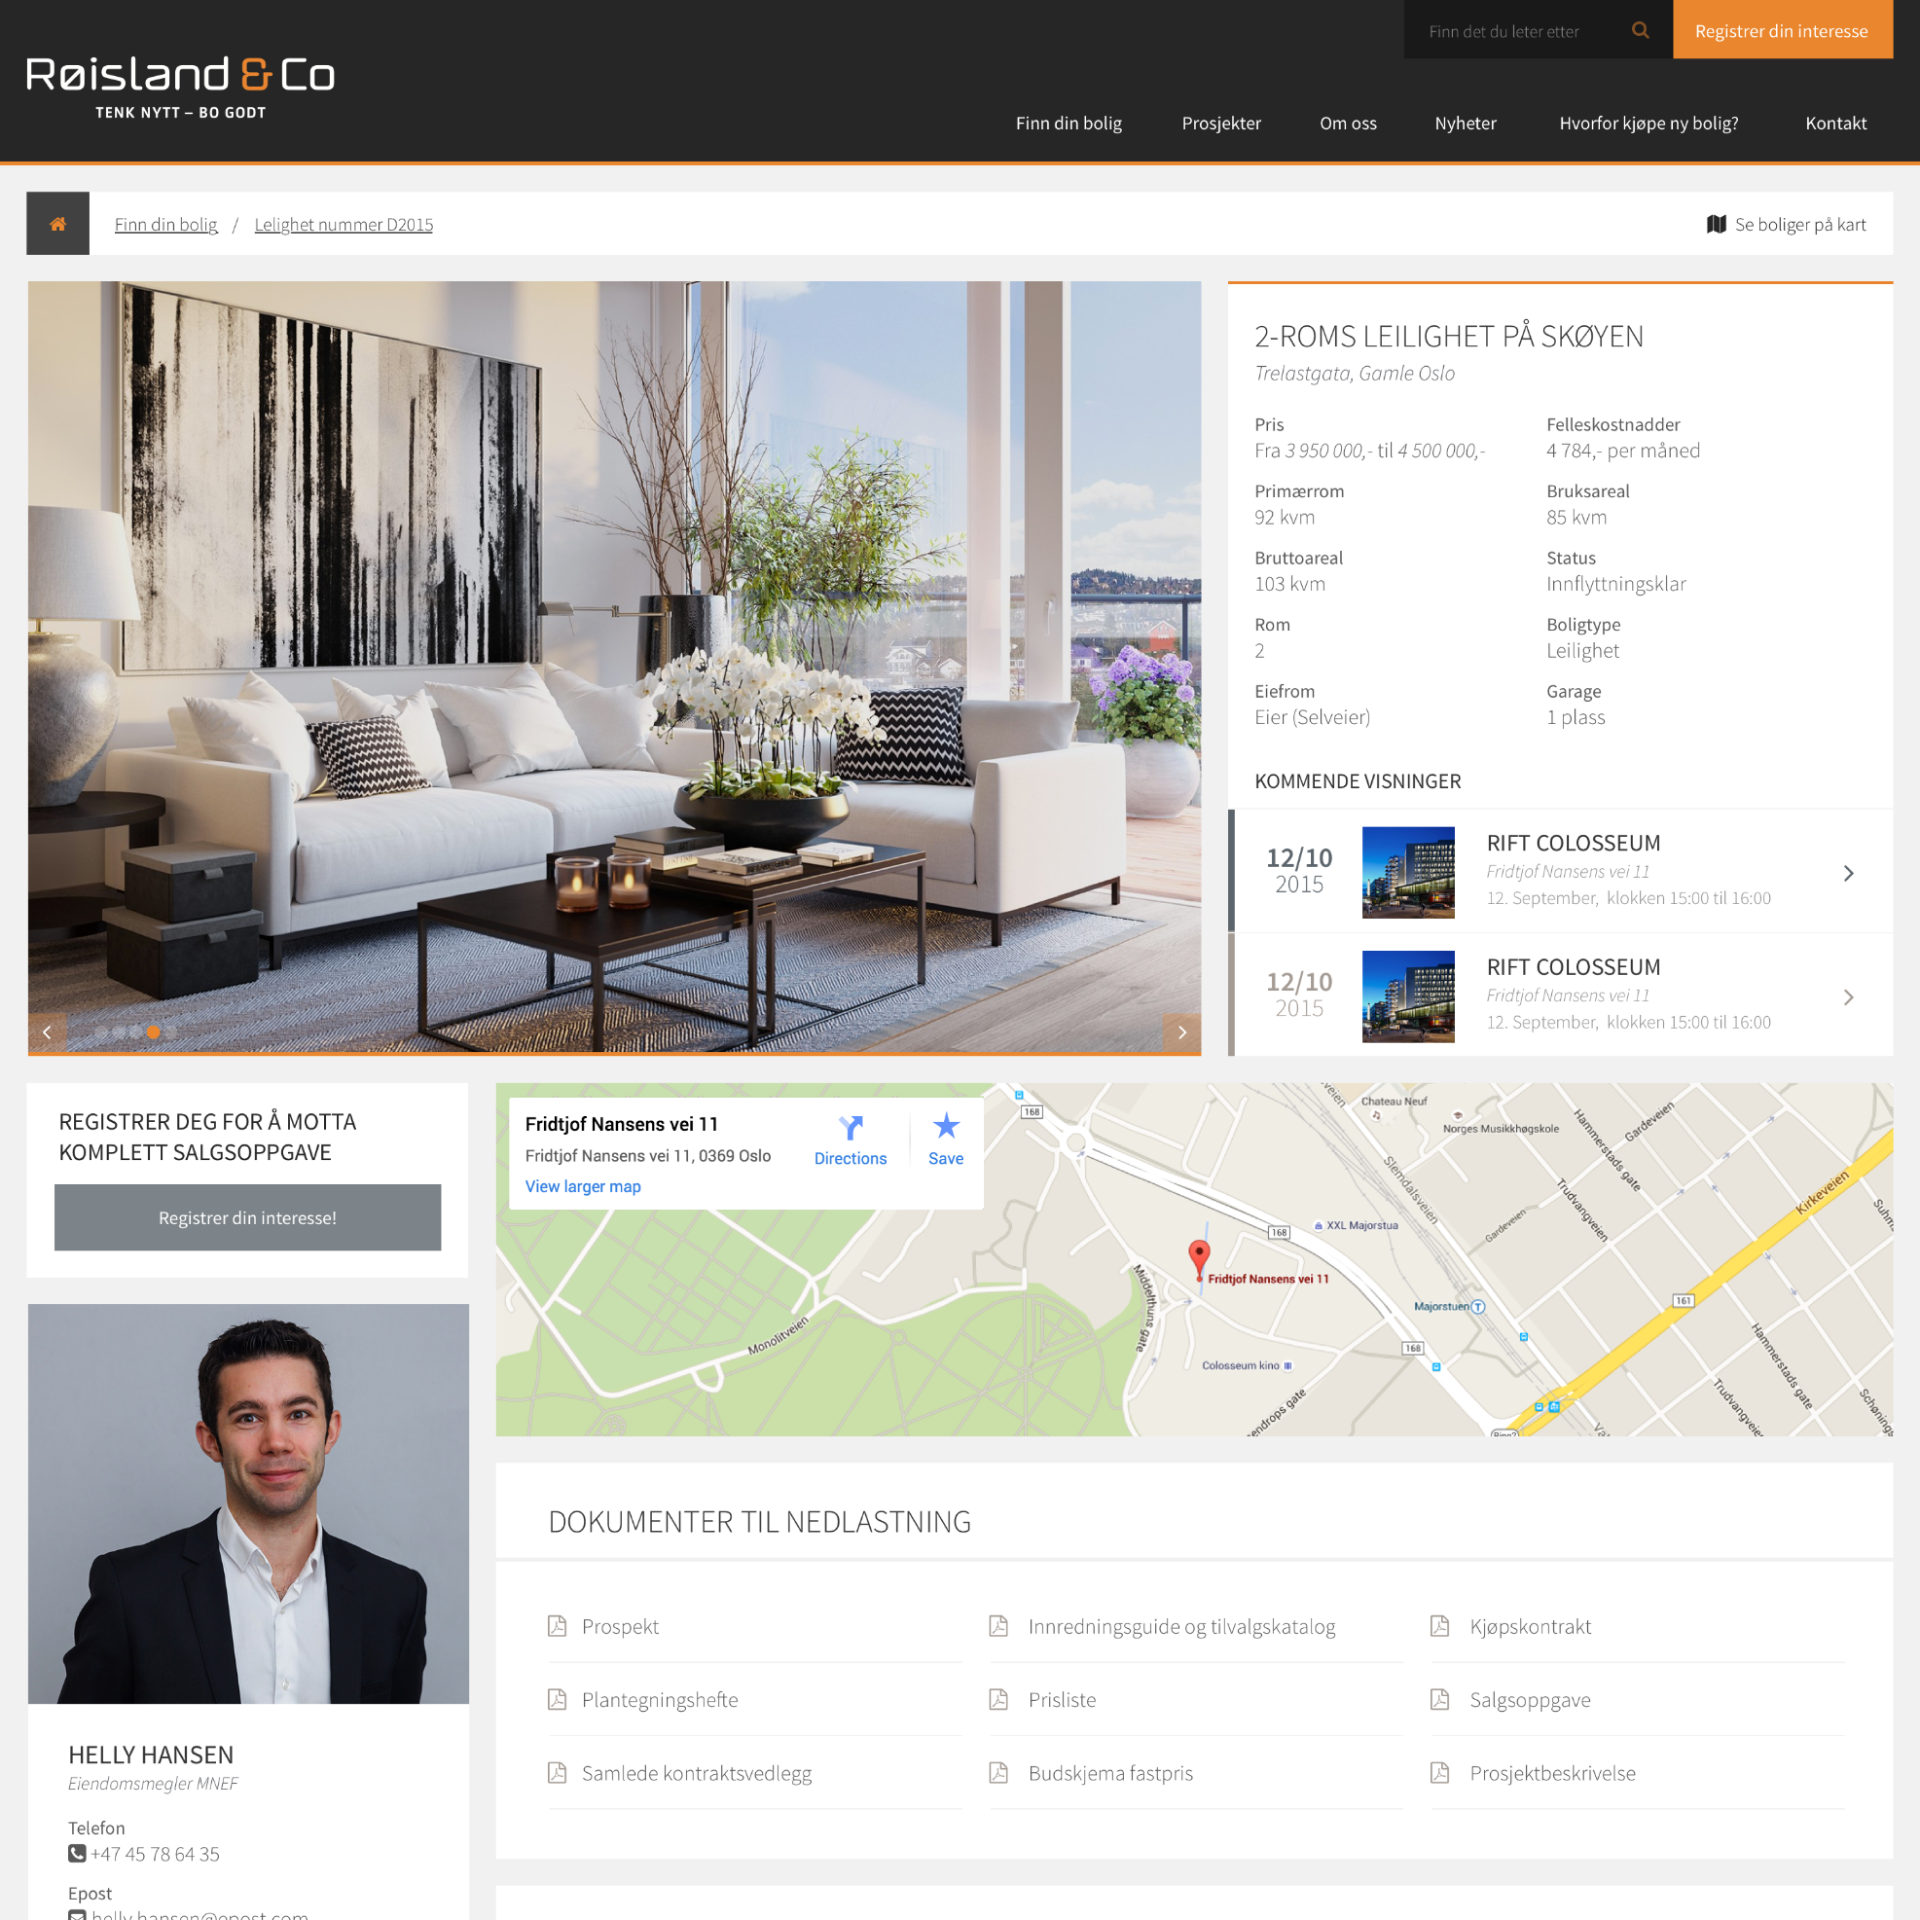 Finn det du leter etter
Registrer din interesse
Røisland & Co
TENK NYTT – BO GODT
Finn din bolig
Prosjekter
Om oss
Nyheter
Hvorfor kjøpe ny bolig?
Kontakt
Finn din bolig / Lelighet nummer D2015
Se boliger på kart
2-ROMS LEILIGHET PÅ SKØYEN
Trelastgata, Gamle Oslo
Pris
Fra 3 950 000,- til 4 500 000,-
Felleskostnadder
4 784,- per måned
Primærrom
92 kvm
Bruksareal
85 kvm
Bruttoareal
103 kvm
Status
Innflyttningsklar
Rom
2
Boligtype
Leilighet
Eiefrom
Eier (Selveier)
Garage
1 plass
KOMMENDE VISNINGER
12/10
2015
RIFT COLOSSEUM
Fridtjof Nansens vei 11
12. September, klokken 15:00 til 16:00
12/10
2015
RIFT COLOSSEUM
Fridtjof Nansens vei 11
12. September, klokken 15:00 til 16:00
REGISTRER DEG FOR Å MOTTA
KOMPLETT SALGSOPPGAVE
Registrer din interesse!
Fridtjof Nansens vei 11
Fridtjof Nansens vei 11, 0369 Oslo
View larger map
Directions
Save
168
Chateau Neuf
Norges Musikkhøgskole
Hammerstads gate
Gardeveien
Slemdalsveien
Trudvangveien
Kirkeveien
Gardeveien
168
XXL Majorstua
Fridtjof Nansens vei 11
Middelthuns gate
Majorstuen
161
Monolitveien
168
Colosseum kino
Hammerstads gate
HELLY HANSEN
Eiendomsmegler MNEF
Telefon
+47 45 78 64 35
Epost
helly.hansen@epost.com
DOKUMENTER TIL NEDLASTNING
Prospekt
Innredningsguide og tilvalgskatalog
Kjøpskontrakt
Plantegningshefte
Prisliste
Salgsoppgave
Samlede kontraktsvedlegg
Budskjema fastpris
Prosjektbeskrivelse